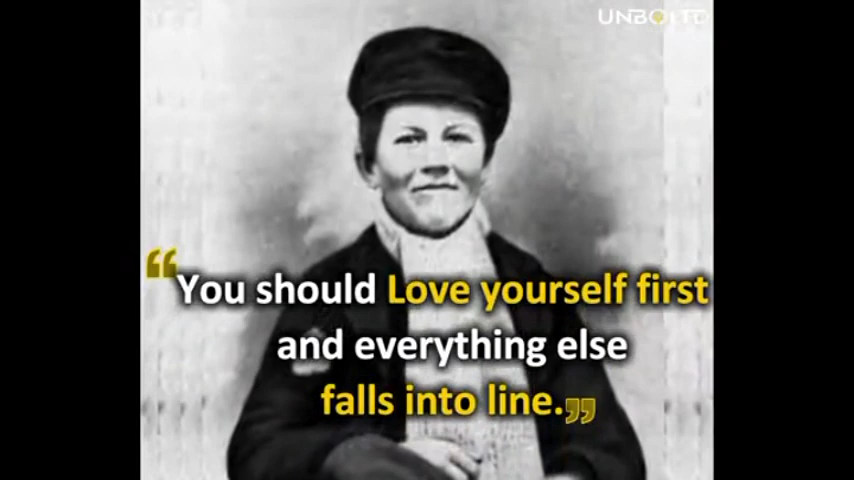 UNBOLTD
“You should Love yourself first
and everything else
falls into line.”